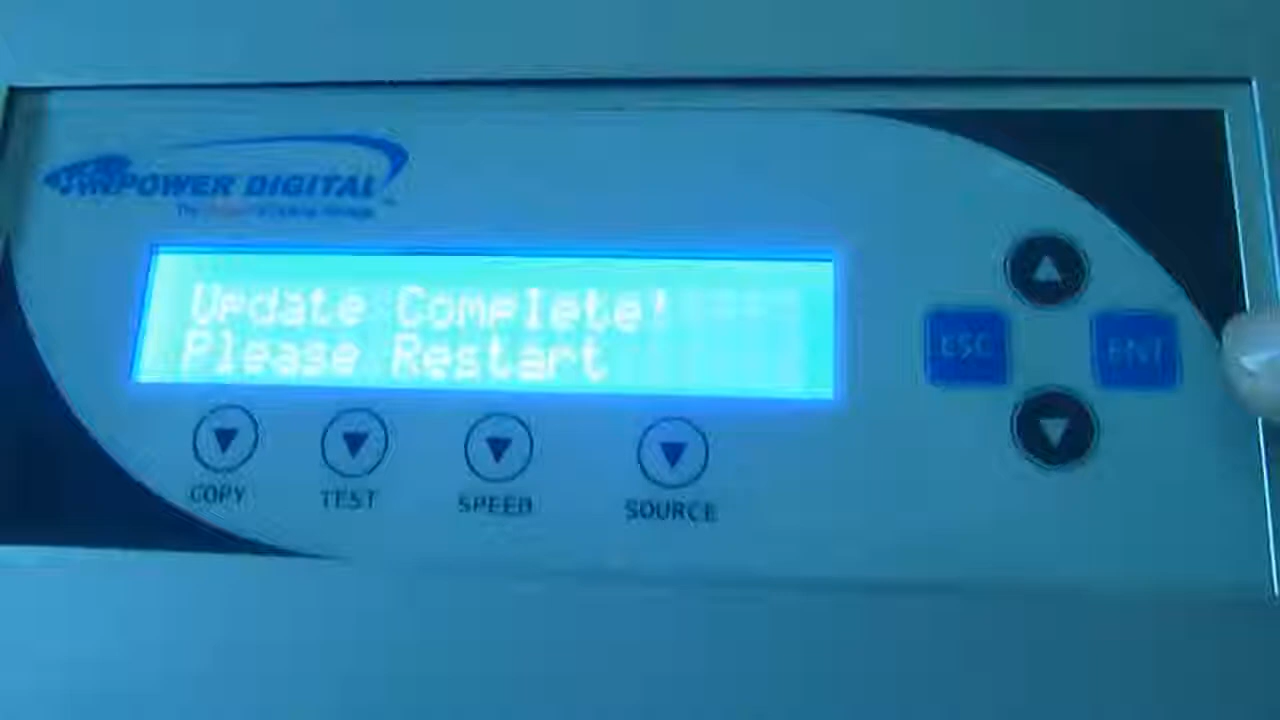 VINPOWER DIGITAL
Update Complete!
Please Restart
ESC
ENT
COPY
TEST
SPEED
SOURCE